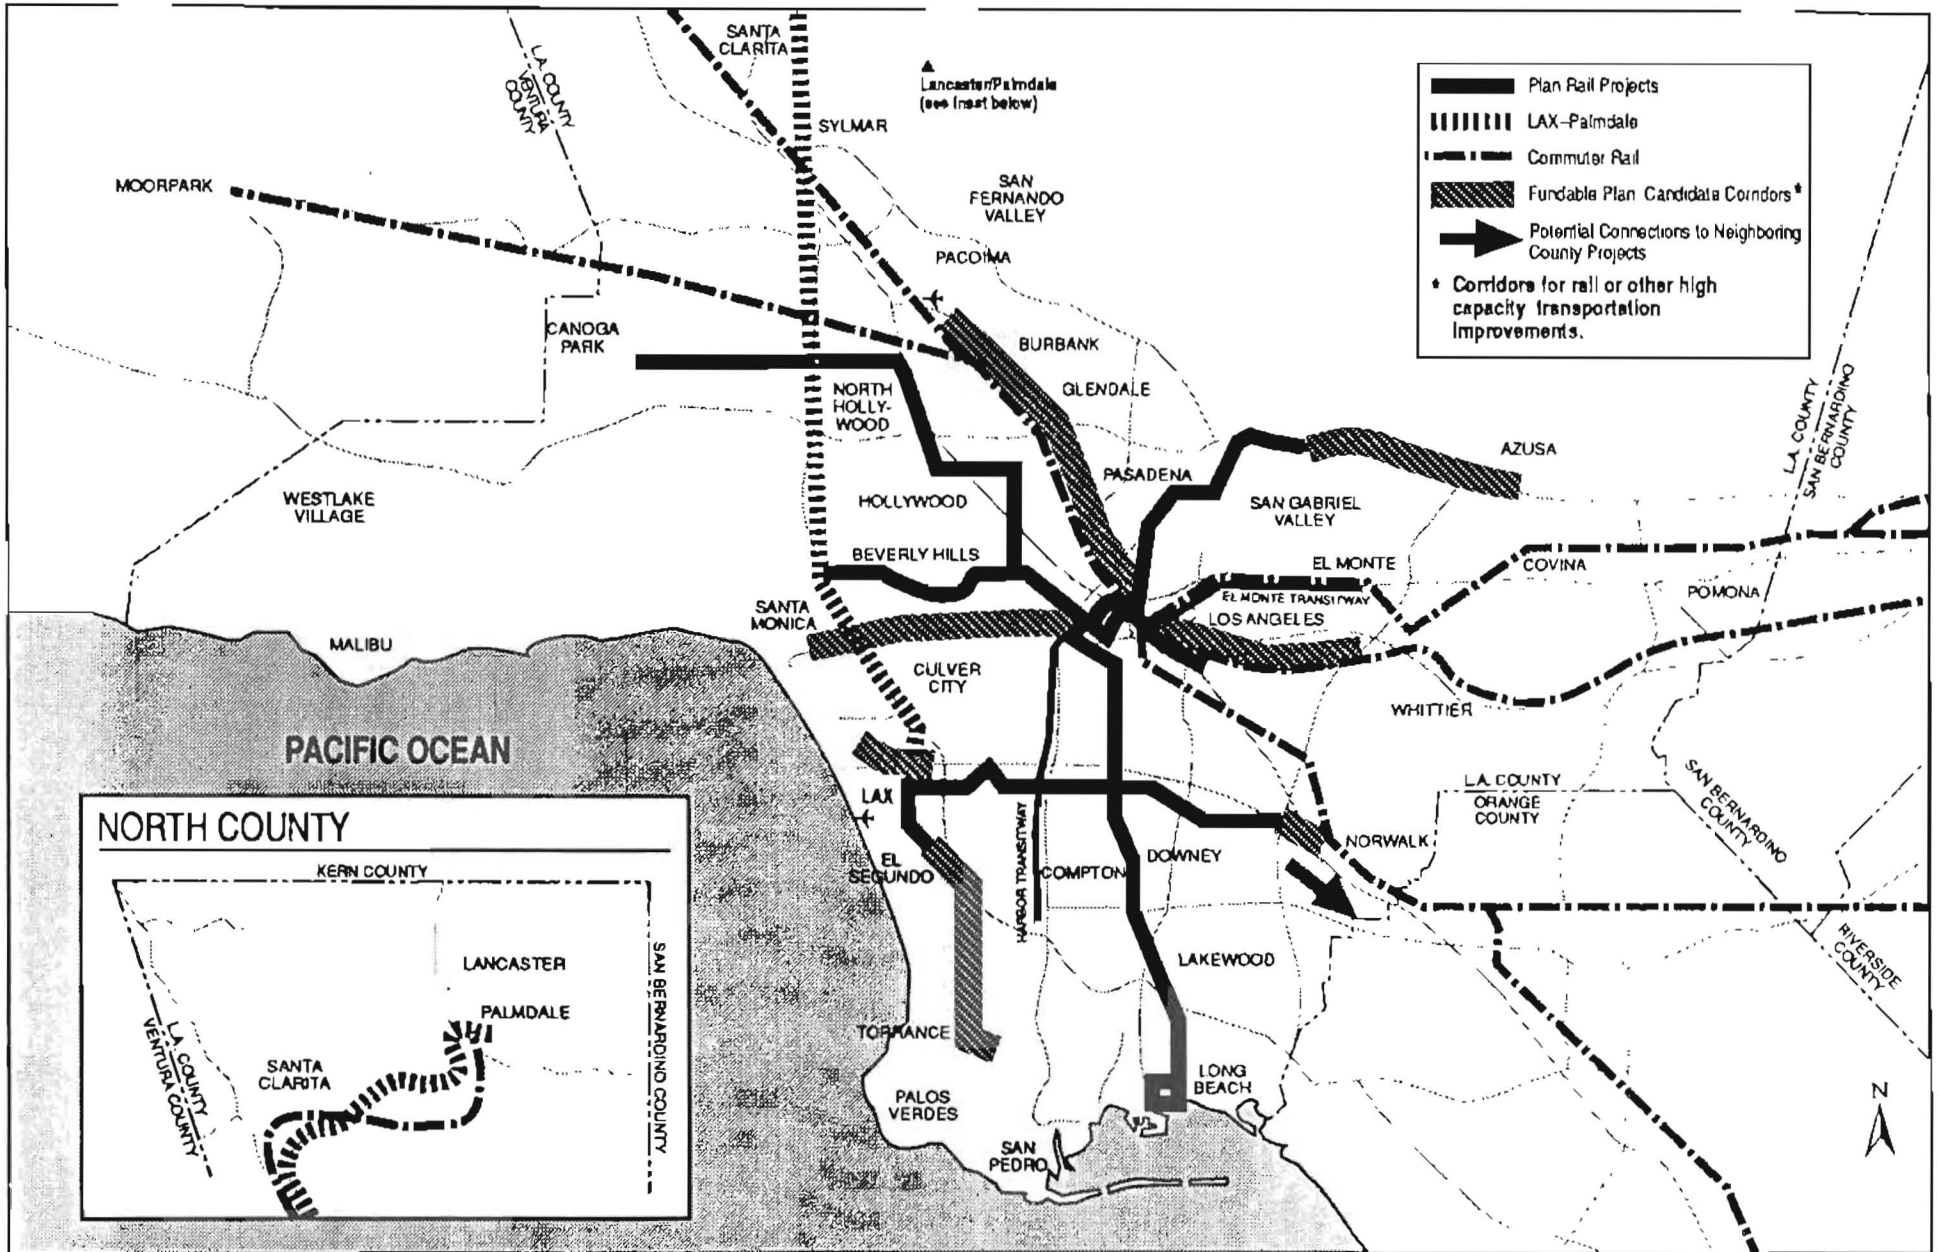 SANTA
CLARITA
L.A. COUNTY
VENTURA
COUNTY
Lancaster/Palmdale
(see inset below)
SYLMAR
MOORPARK
SAN
FERNANDO
VALLEY
PACOIMA
Plan Rail Projects
LAX-Palmdale
Commuter Rail
Fundable Plan Candidate Corridors*
Potential Connections to Neighboring
County Projects
* Corridors for rail or other high
capacity transportation
improvements.
CANOGA
PARK
BURBANK
GLENDALE
NORTH
HOLLY-
WOOD
L.A. COUNTY
SAN BERNARDINO
COUNTY
AZUSA
PASADENA
WESTLAKE
VILLAGE
HOLLYWOOD
SAN GABRIEL
VALLEY
BEVERLY HILLS
EL MONTE
COVINA
EL MONTE TRANSITWAY
POMONA
SANTA
MONICA
LOS ANGELES
MALIBU
CULVER
CITY
WHITTIER
PACIFIC OCEAN
L.A. COUNTY
ORANGE
COUNTY
SAN BERNARDINO
COUNTY
LAX
HARBOR TRANSITWAY
NORWALK
EL
SEGUNDO
COMPTON
DOWNEY
LAKEWOOD
RIVERSIDE
COUNTY
TORRANCE
LONG
BEACH
PALOS
VERDES
SAN
PEDRO
N
NORTH COUNTY
KERN COUNTY
LANCASTER
PALMDALE
SANTA
CLARITA
L.A. COUNTY
VENTURA COUNTY
SAN BERNARDINO COUNTY